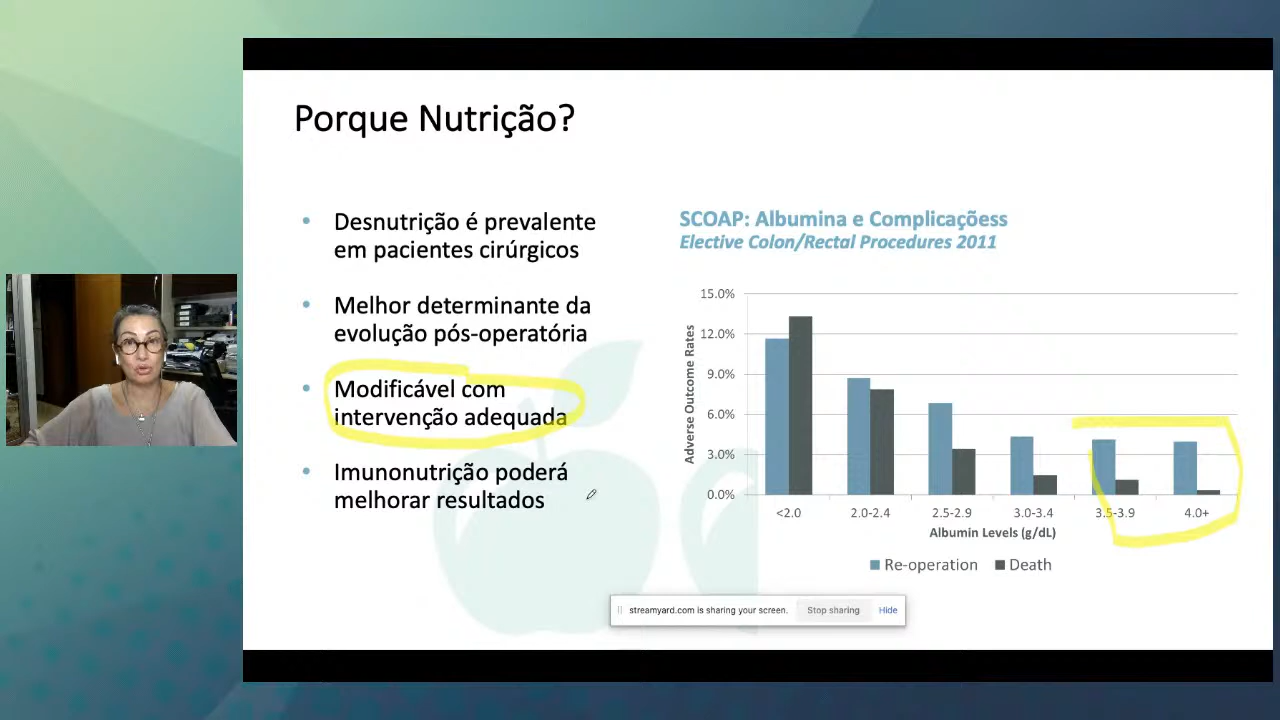 Porque Nutrição?
Desnutrição é prevalente
em pacientes cirúrgicos
Melhor determinante da
evolução pós-operatória
Modificável com
intervenção adequada
Imunonutrição poderá
melhorar resultados
SCOAP: Albumina e Complicaçõess
Elective Colon/Rectal Procedures 2011
Adverse Outcome Rates
15.0%
12.0%
9.0%
6.0%
3.0%
0.0%
<2.0 2.0-2.4 2.5-2.9 3.0-3.4 3.5-3.9 4.0+
Albumin Levels (g/dL)
Re-operation Death
streamyard.com is sharing your screen. Stop sharing Hide